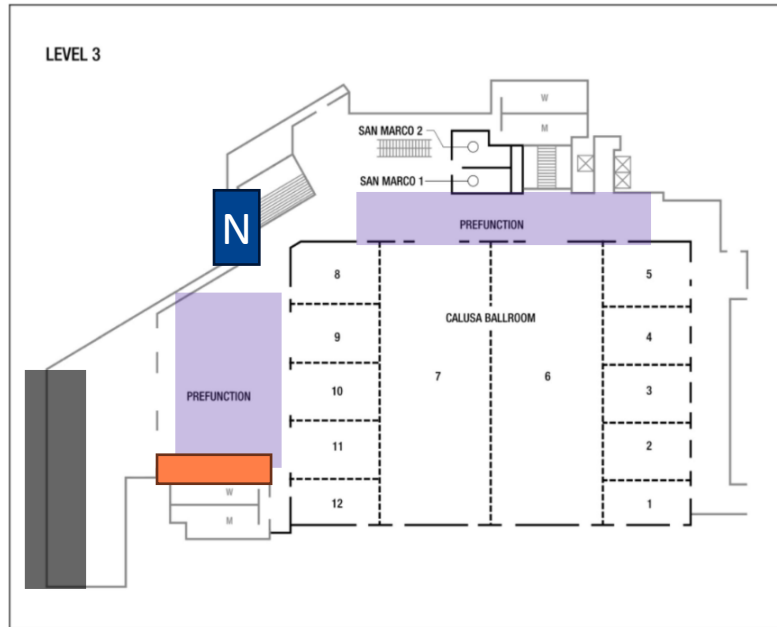 LEVEL 3
W
M
SAN MARCO 2
SAN MARCO 1
N
PREFUNCTION
8
5
CALUSA BALLROOM
9
4
7
6
10
3
PREFUNCTION
11
2
W
12
1
M